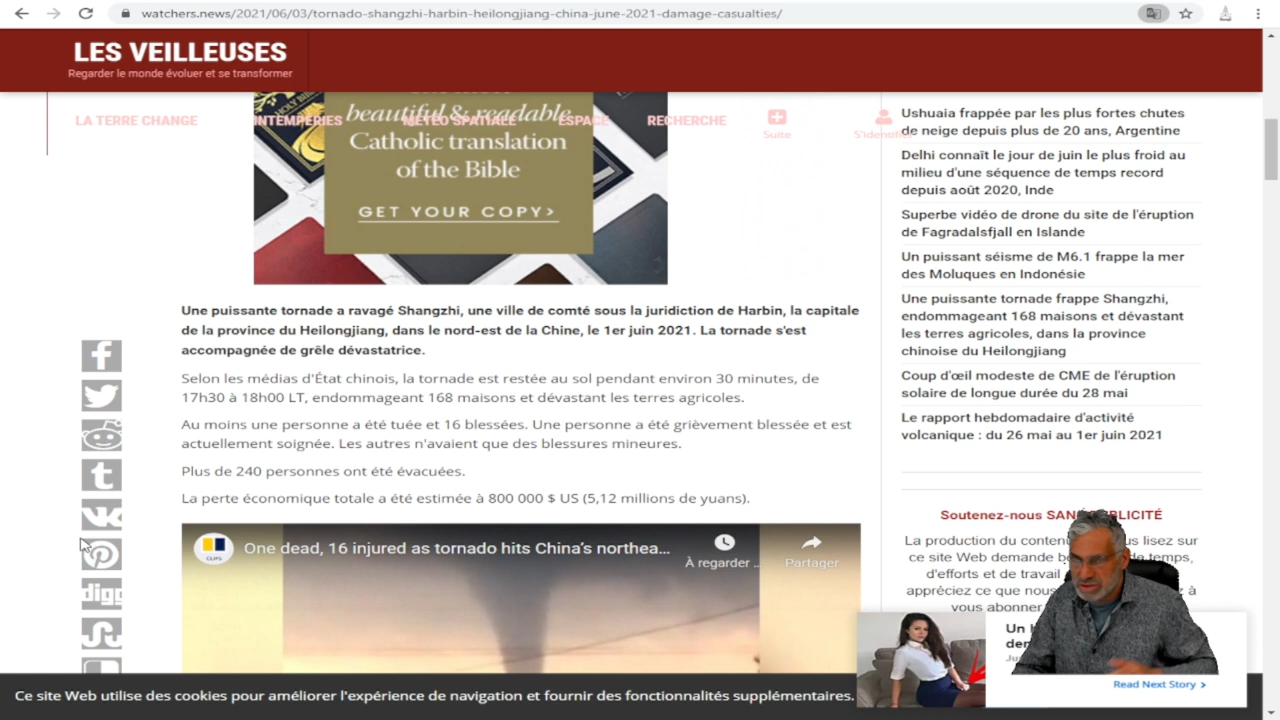 watchers.news/2021/06/03/tornado-shangzhi-harbin-heilongjiang-china-june-2021-damage-casualties/
LES VEILLEUSES
Regarder le monde évoluer et se transformer
LA TERRE CHANGE
MÉTÉO SPATIALE
ESPACE
RECHERCHE
Suite
beautiful & readable
Catholic translation
of the Bible
GET YOUR COPY>
HOLY BIBLE
Une puissante tornade a ravagé Shangzhi, une ville de comté sous la juridiction de Harbin, la capitale
de la province du Heilongjiang, dans le nord-est de la Chine, le 1er juin 2021. La tornade s'est
accompagnée de grêle dévastatrice.
Selon les médias d'État chinois, la tornade est restée au sol pendant environ 30 minutes, de
17h30 à 18h00 LT, endommageant 168 maisons et dévastant les terres agricoles.
Au moins une personne a été tuée et 16 blessées. Une personne a été grièvement blessée et est
actuellement soignée. Les autres n'avaient que des blessures mineures.
Plus de 240 personnes ont été évacuées.
La perte économique totale a été estimée à 800 000 $ US (5,12 millions de yuans).
CLIPS
One dead, 16 injured as tornado hits China's northea...
À regarder ..
Partager
digg
Ushuaia frappée par les plus fortes chutes
de neige depuis plus de 20 ans, Argentine
Delhi connaît le jour de juin le plus froid au
milieu d'une séquence de temps record
depuis août 2020, Inde
Superbe vidéo de drone du site de l'éruption
de Fagradalsfjall en Islande
Un puissant séisme de M6.1 frappe la mer
des Moluques en Indonésie
Une puissante tornade frappe Shangzhi,
endommageant 168 maisons et dévastant
les terres agricoles, dans la province
chinoise du Heilongjiang
Coup d'œil modeste de CME de l'éruption
solaire de longue durée du 28 mai
Le rapport hebdomadaire d'activité
volcanique : du 26 mai au 1er juin 2021
Soutenez-nous
La production du
lisez sur
ce site Web demande
de temps,
d'efforts et de travail
appréciez ce que
à
vous abonner
Un
Read Next Story >
Ce site Web utilise des cookies pour améliorer l'expérience de navigation et fournir des fonctionnalités supplémentaires.